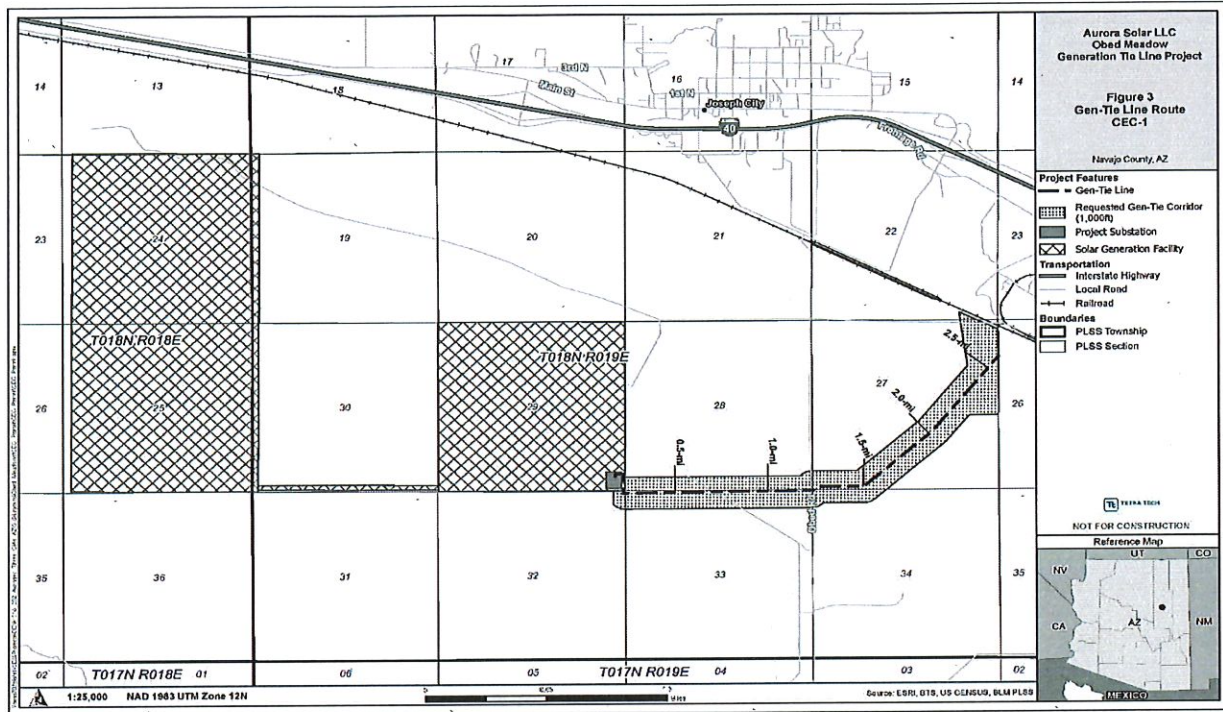 Aurora Solar LLC
Obed Meadow
Generation Tie Line Project
Figure 3
Gen-Tie Line Route
CEC-1
Navajo County, AZ
Project Features
Gen-Tie Line
Requested Gen-Tie Corridor
(1,000ft)
Project Substation
Solar Generation Facility
Transportation
Interstate Highway
Local Road
Railroad
Boundaries
PLSS Township
PLSS Section
TETRA TECH
NOT FOR CONSTRUCTION
Reference Map
UT
CO
NV
CA
AZ
NM
MEXICO
14
13
18
17
3rd N
Main St
16
1st N
Joseph City
40
15
Frontage Rd
14
23
24
19
20
21
22
23
T018N R018E
T018N R019E
26
25
30
29
28
27
26
0.5-mi
1.0-mi
1.5-mi
2.0-mi
2.5-mi
35
36
31
32
33
34
35
02
T017N R018E
01
06
05
T017N R019E
04
03
02
1:25,000
NAD 1983 UTM Zone 12N
Source: ESRI, BTS, US CENSUS, BLM PLSS